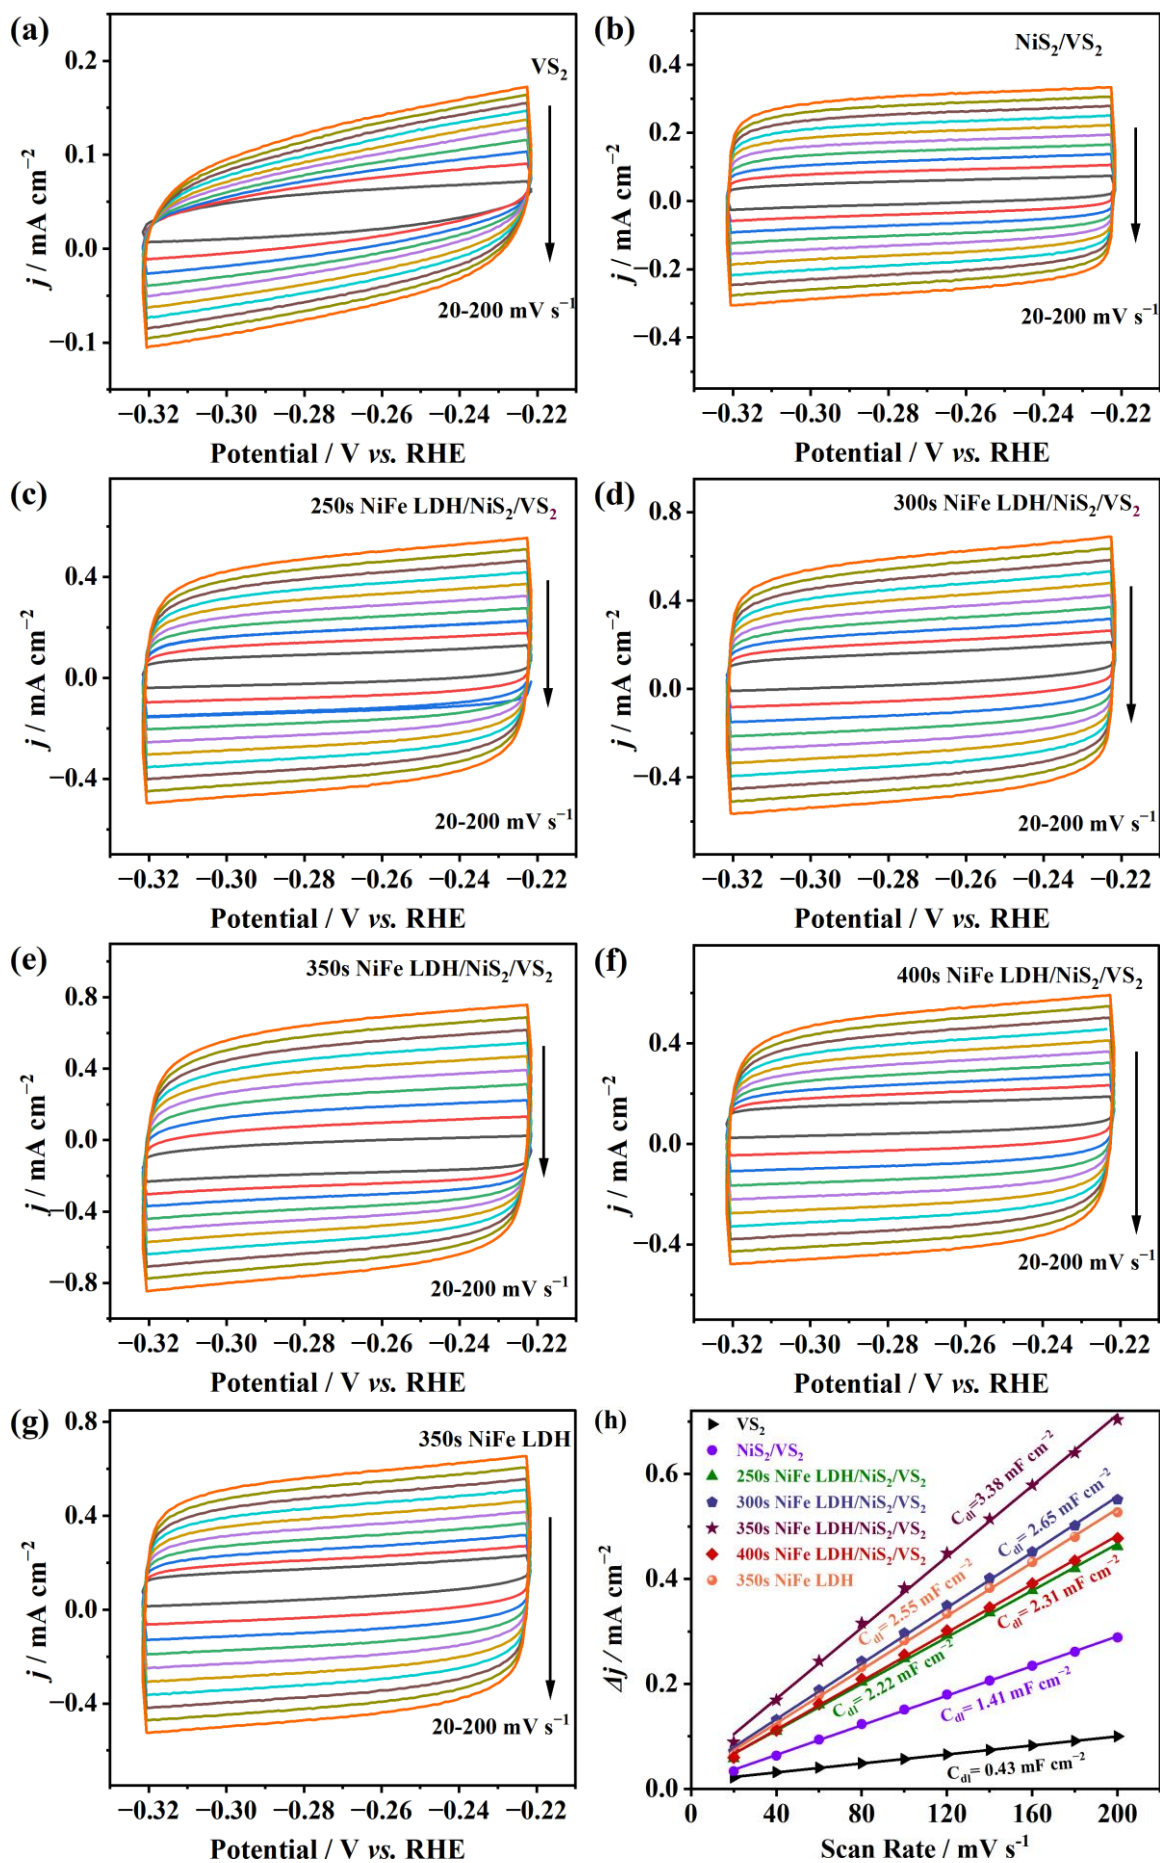 (a)
VS₂
0.2
0.1
0.0
−0.1
j / mA cm⁻²
20-200 mV s⁻¹
−0.32 −0.30 −0.28 −0.26 −0.24 −0.22
Potential / V vs. RHE
(b)
NiS₂/VS₂
0.4
0.2
0.0
−0.2
−0.4
j / mA cm⁻²
20-200 mV s⁻¹
−0.32 −0.30 −0.28 −0.26 −0.24 −0.22
Potential / V vs. RHE
(c)
250s NiFe LDH/NiS₂/VS₂
0.4
0.0
−0.4
j / mA cm⁻²
20-200 mV s⁻¹
−0.32 −0.30 −0.28 −0.26 −0.24 −0.22
Potential / V vs. RHE
(d)
300s NiFe LDH/NiS₂/VS₂
0.8
0.4
0.0
−0.4
j / mA cm⁻²
20-200 mV s⁻¹
−0.32 −0.30 −0.28 −0.26 −0.24 −0.22
Potential / V vs. RHE
(e)
350s NiFe LDH/NiS₂/VS₂
0.8
0.4
0.0
−0.4
−0.8
j / mA cm⁻²
20-200 mV s⁻¹
−0.32 −0.30 −0.28 −0.26 −0.24 −0.22
Potential / V vs. RHE
(f)
400s NiFe LDH/NiS₂/VS₂
0.4
0.0
−0.4
j / mA cm⁻²
20-200 mV s⁻¹
−0.32 −0.30 −0.28 −0.26 −0.24 −0.22
Potential / V vs. RHE
(g)
350s NiFe LDH
0.8
0.4
0.0
−0.4
j / mA cm⁻²
20-200 mV s⁻¹
−0.32 −0.30 −0.28 −0.26 −0.24 −0.22
Potential / V vs. RHE
(h)
VS₂
NiS₂/VS₂
250s NiFe LDH/NiS₂/VS₂
300s NiFe LDH/NiS₂/VS₂
350s NiFe LDH/NiS₂/VS₂
400s NiFe LDH/NiS₂/VS₂
350s NiFe LDH
C_dl=3.38 mF cm⁻²
C_dl= 2.65 mF cm⁻²
C_dl= 2.55 mF cm⁻²
C_dl= 2.31 mF cm⁻²
C_dl= 2.22 mF cm⁻²
C_dl= 1.41 mF cm⁻²
C_dl= 0.43 mF cm⁻²
0.6
0.4
0.2
0.0
Δj / mA cm⁻²
0 40 80 120 160 200
Scan Rate / mV s⁻¹